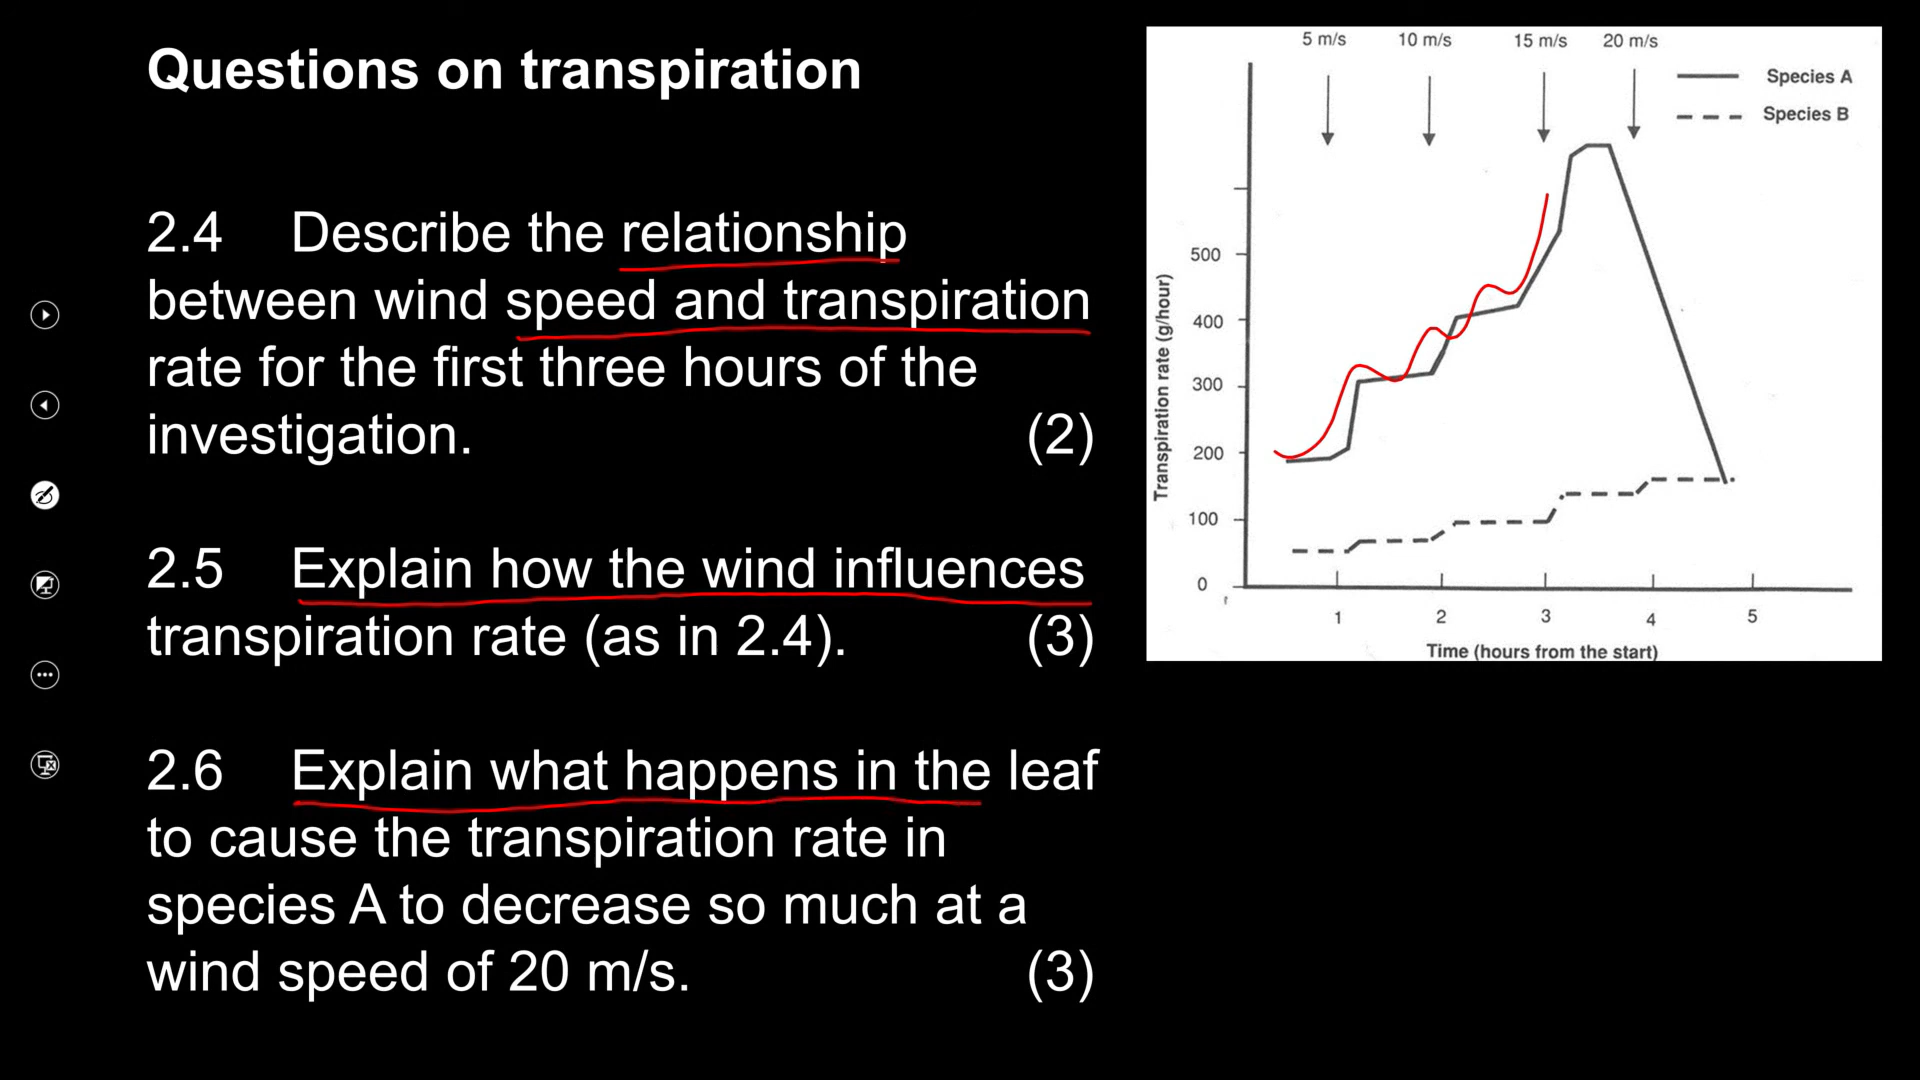 Questions on transpiration
2.4 Describe the relationship
between wind speed and transpiration
rate for the first three hours of the
investigation. (2)
2.5 Explain how the wind influences
transpiration rate (as in 2.4). (3)
2.6 Explain what happens in the leaf
to cause the transpiration rate in
species A to decrease so much at a
wind speed of 20 m/s. (3)
5 m/s 10 m/s 15 m/s 20 m/s
Species A
Species B
Transpiration rate (g/hour)
500
400
300
200
100
0
1 2 3 4 5
Time (hours from the start)